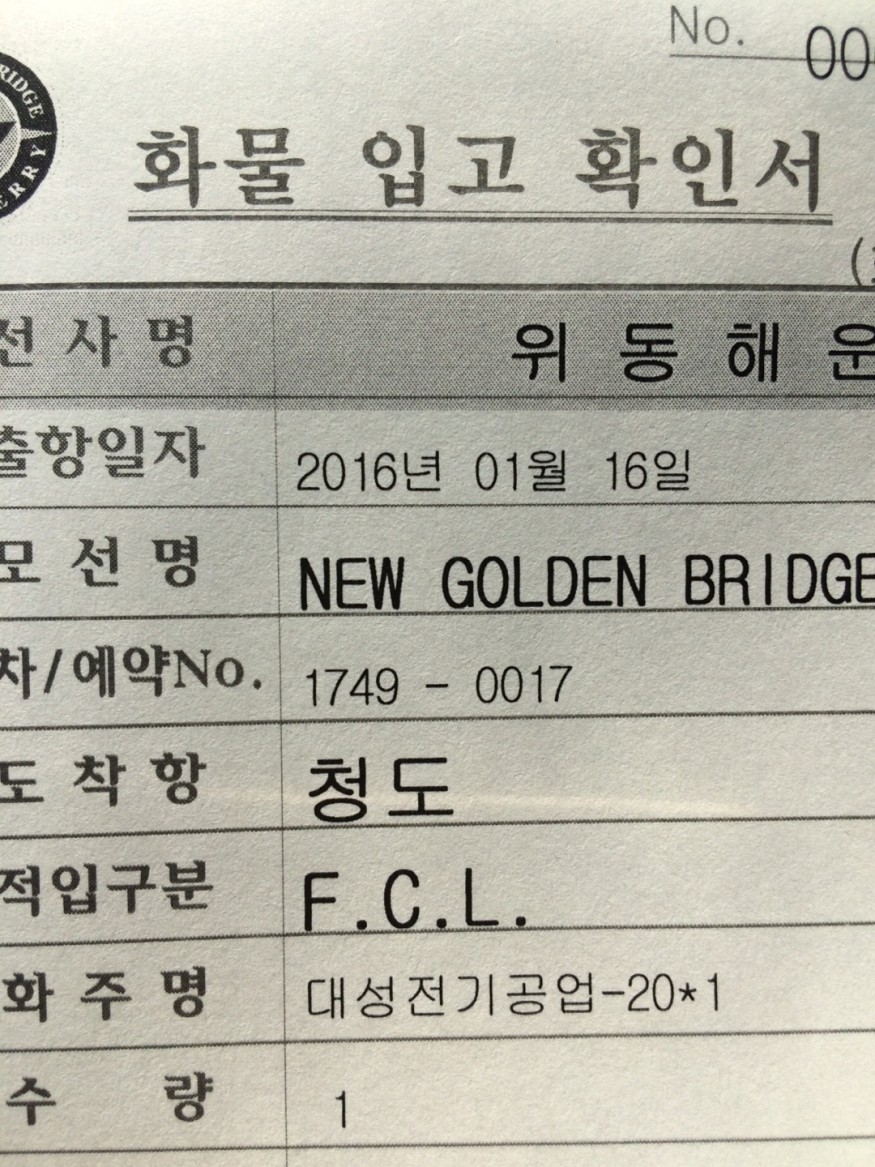 RIDGE
ERRY
No. 00
화물 입고 확인서
선 사 명 위 동 해 운
출항일자 2016년 01월 16일
모 선 명 NEW GOLDEN BRIDGE
차/예약No. 1749 - 0017
도 착 항 청도
적입구분 F.C.L.
화 주 명 대성전기공업-20*1
수 량 1